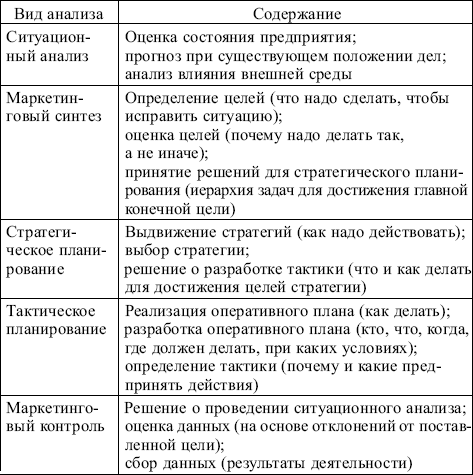 Вид анализа Содержание
Ситуацион- Оценка состояния предприятия;
ный анализ прогноз при существующем положении дел;
анализ влияния внешней среды
Маркетин- Определение целей (что надо сделать, чтобы
говый синтез исправить ситуацию);
оценка целей (почему надо делать так,
а не иначе);
принятие решений для стратегического плани-
рования (иерархия задач для достижения главной
конечной цели)
Стратеги- Выдвижение стратегий (как надо действовать);
ческое плани- выбор стратегии;
рование решение о разработке тактики (что и как делать
для достижения целей стратегии)
Тактическое Реализация оперативного плана (как делать);
планирование разработка оперативного плана (кто, что, когда,
где должен делать, при каких условиях);
определение тактики (почему и какие пред-
принять действия)
Маркетинго- Решение о проведении ситуационного анализа;
вый контроль оценка данных (на основе отклонений от постав-
ленной цели);
сбор данных (результаты деятельности)